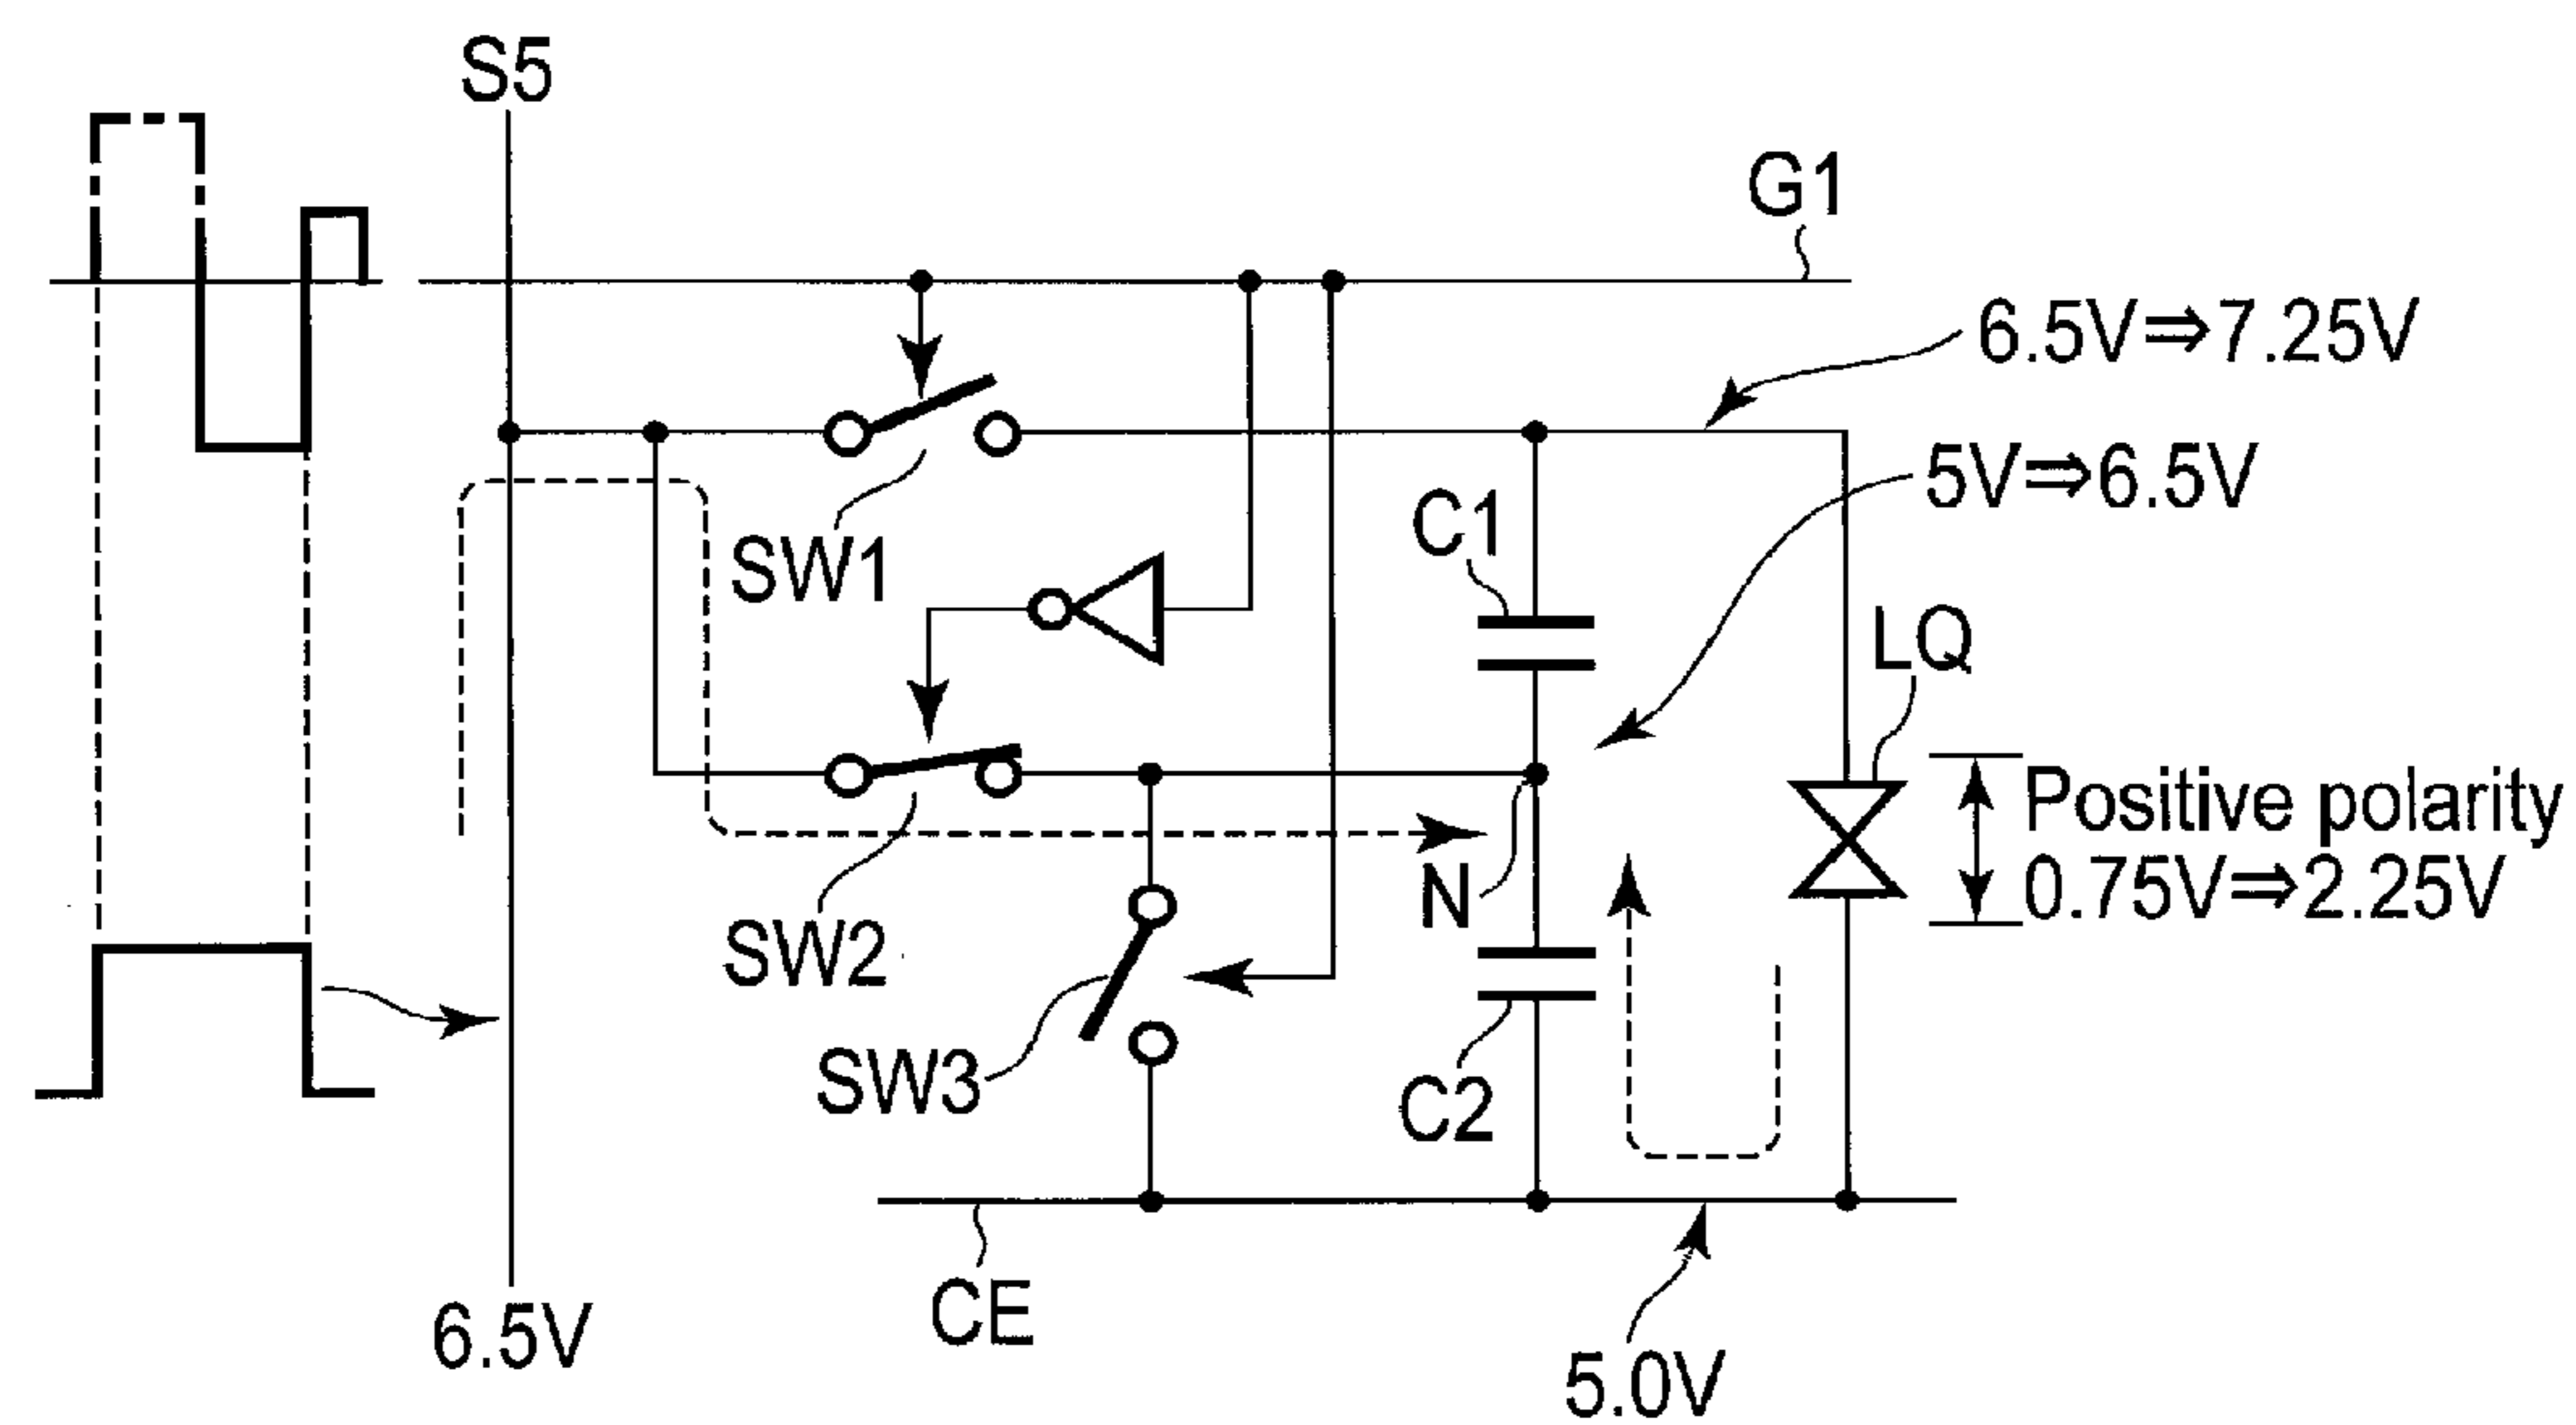 S5
G1
6.5V⇒7.25V
5V⇒6.5V
C1
SW1
LQ
Positive polarity
0.75V⇒2.25V
N
SW2
SW3
C2
CE
6.5V
5.0V